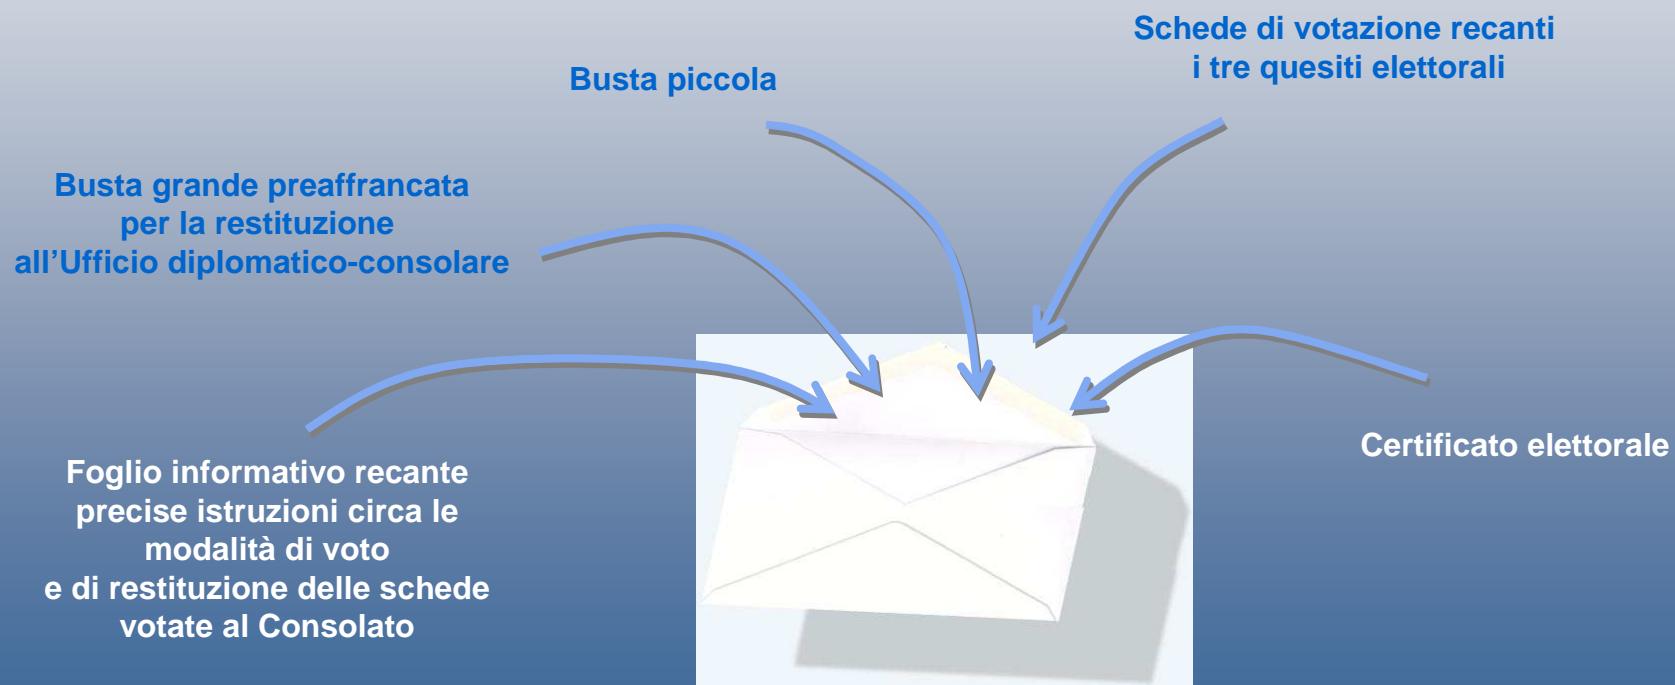 Schede di votazione recanti
i tre quesiti elettorali
Busta piccola
Busta grande preaffrancata
per la restituzione
all’Ufficio diplomatico-consolare
Certificato elettorale
Foglio informativo recante
precise istruzioni circa le
modalità di voto
e di restituzione delle schede
votate al Consolato